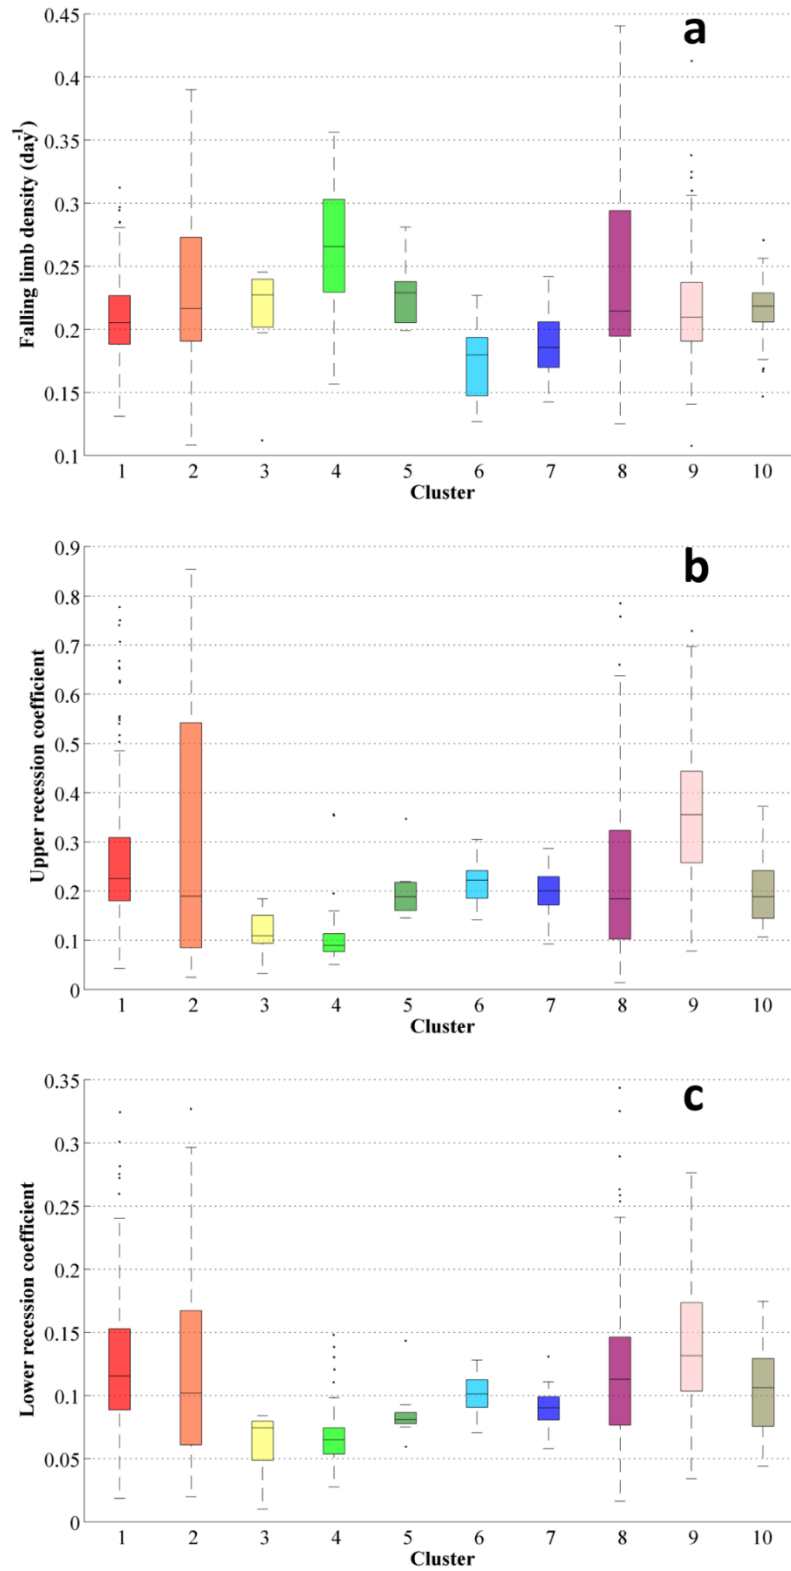 a
Falling limb density (day-1)
0.45
0.4
0.35
0.3
0.25
0.2
0.15
0.1
1 2 3 4 5 6 7 8 9 10
Cluster
b
Upper recession coefficient
0.9
0.8
0.7
0.6
0.5
0.4
0.3
0.2
0.1
0
1 2 3 4 5 6 7 8 9 10
Cluster
c
Lower recession coefficient
0.35
0.3
0.25
0.2
0.15
0.1
0.05
0
1 2 3 4 5 6 7 8 9 10
Cluster